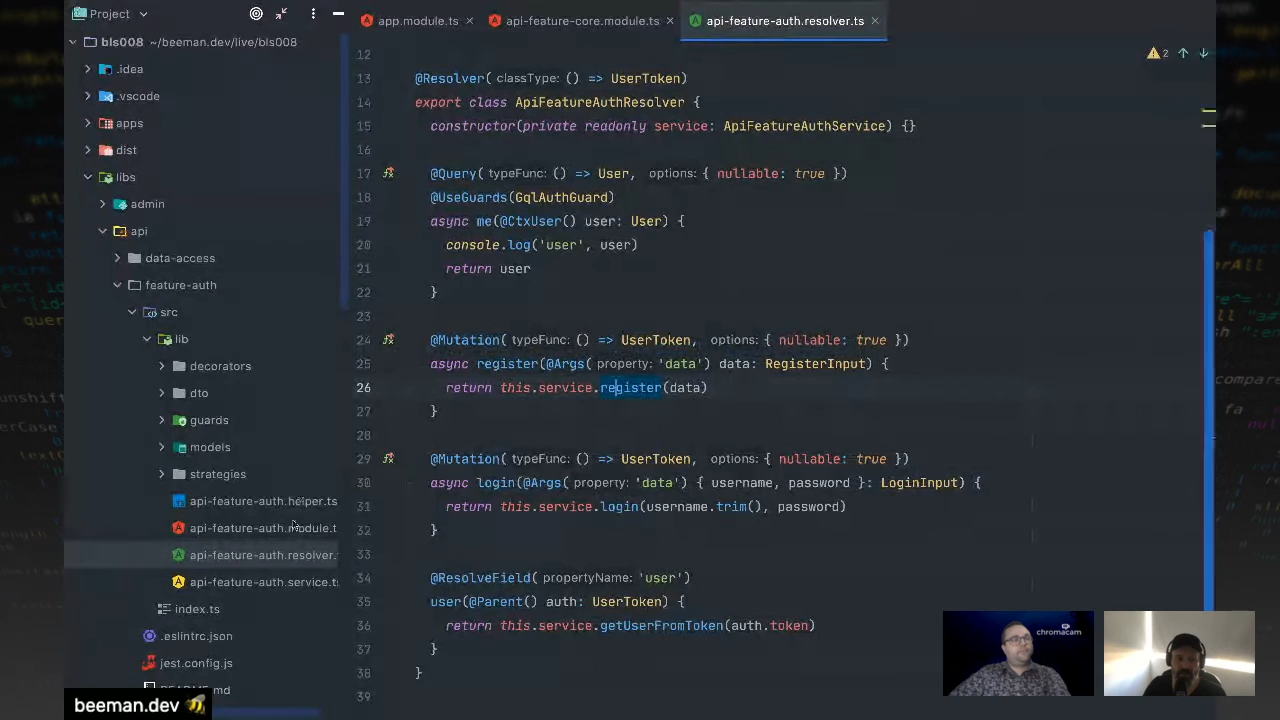 Project
bls008 ~/beeman.dev/live/bls008
.idea
.vscode
apps
dist
libs
admin
api
data-access
feature-auth
src
lib
decorators
dto
guards
models
strategies
api-feature-auth.helper.ts
api-feature-auth.module.t
api-feature-auth.resolver.
api-feature-auth.service.ts
index.ts
.eslintrc.json
jest.config.js
README.md
app.module.ts
api-feature-core.module.ts
api-feature-auth.resolver.ts
2
12
13 @Resolver( classType: () => UserToken)
14 export class ApiFeatureAuthResolver {
15 constructor(private readonly service: ApiFeatureAuthService) {}
16
17 @Query( typeFunc: () => User, options: { nullable: true })
18 @UseGuards(GqlAuthGuard)
19 async me(@CtxUser() user: User) {
20 console.log('user', user)
21 return user
22 }
23
24 @Mutation( typeFunc: () => UserToken, options: { nullable: true })
25 async register(@Args( property: 'data') data: RegisterInput) {
26 return this.service.register(data)
27 }
28
29 @Mutation( typeFunc: () => UserToken, options: { nullable: true })
30 async login(@Args( property: 'data') { username, password }: LoginInput) {
31 return this.service.login(username.trim(), password)
32 }
33
34 @ResolveField( propertyName: 'user')
35 user(@Parent() auth: UserToken) {
36 return this.service.getUserFromToken(auth.token)
37 }
38 }
39
chromacam
beeman.dev